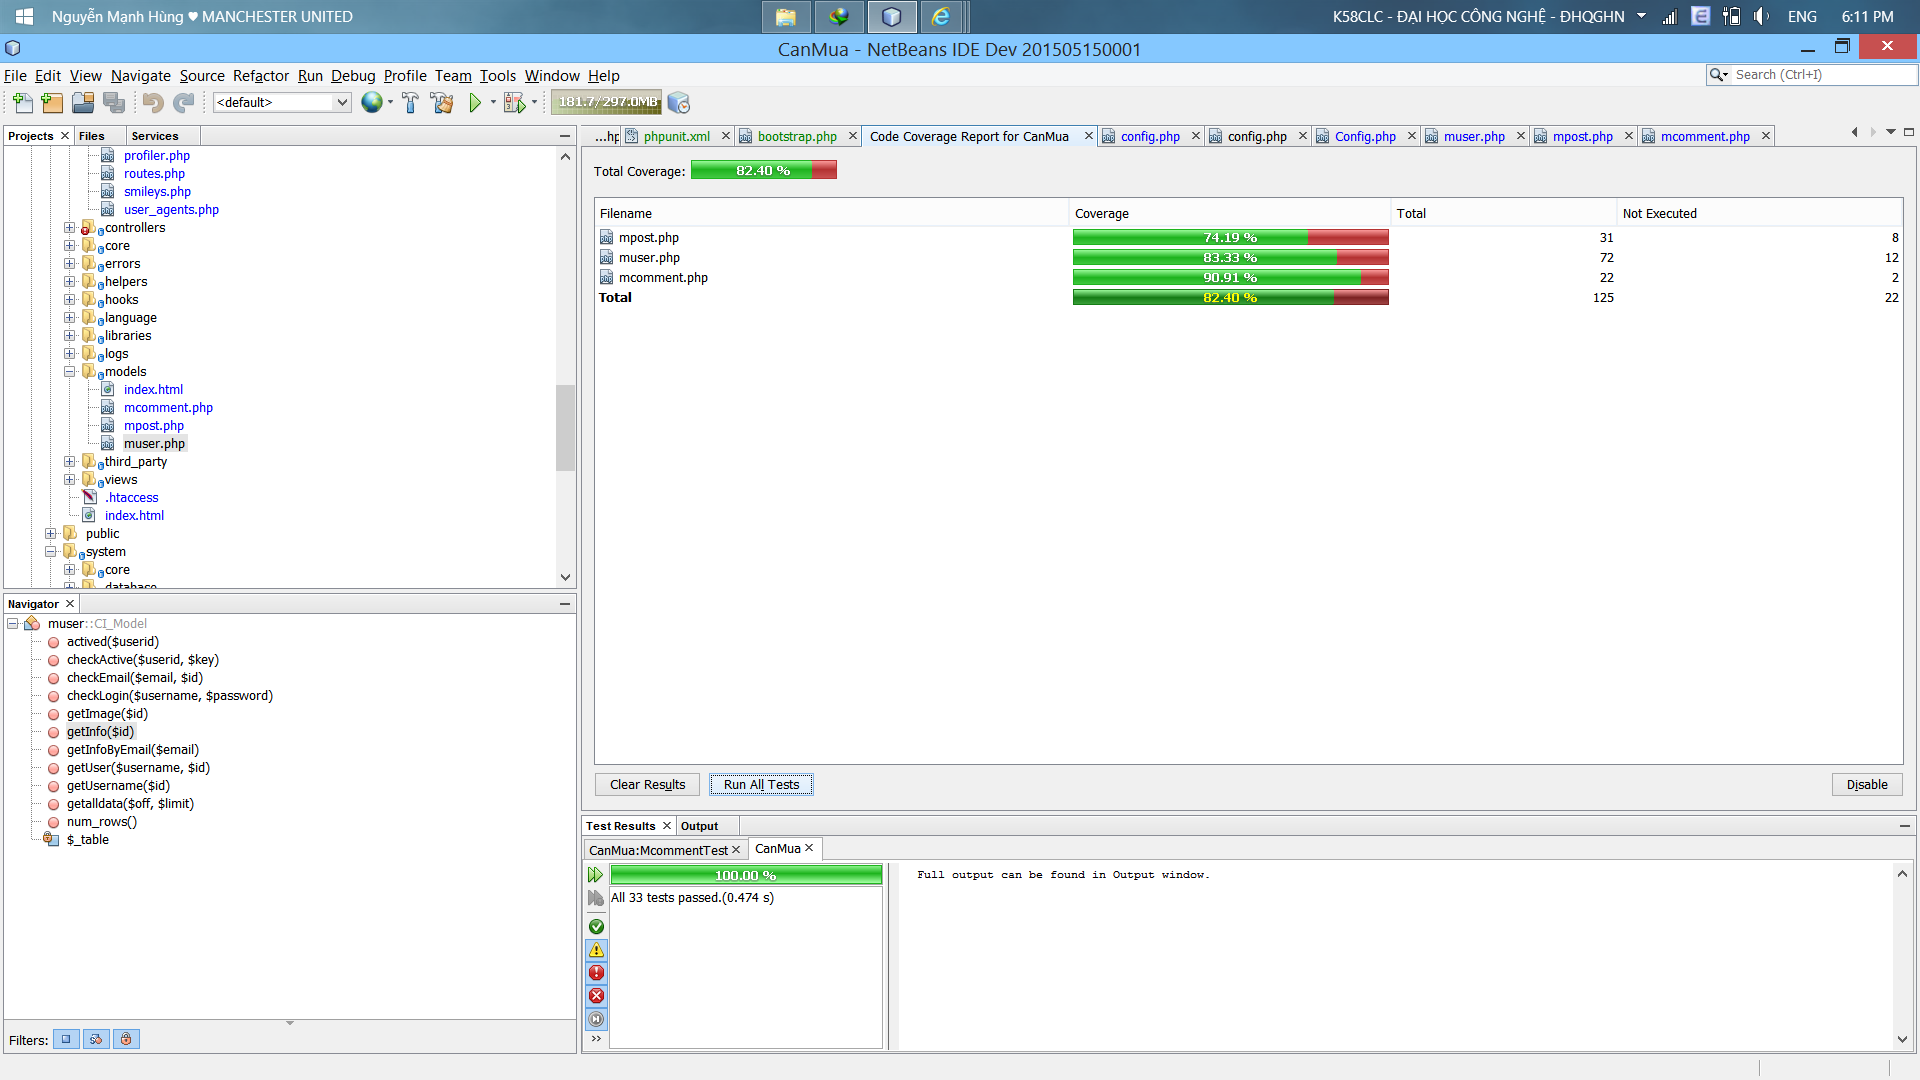 Nguyễn Mạnh Hùng ♥ MANCHESTER UNITED
K58CLC - ĐẠI HỌC CÔNG NGHỆ - ĐHQGHN
ENG
6:11 PM
CanMua - NetBeans IDE Dev 201505150001
File Edit View Navigate Source Refactor Run Debug Profile Team Tools Window Help
Search (Ctrl+I)
<default>
181.7/297.0MB
Projects Files Services
profiler.php
routes.php
smileys.php
user_agents.php
controllers
core
errors
helpers
hooks
language
libraries
logs
models
index.html
mcomment.php
mpost.php
muser.php
third_party
views
.htaccess
index.html
public
system
core
database
Navigator
muser::CI_Model
actived($userid)
checkActive($userid, $key)
checkEmail($email, $id)
checkLogin($username, $password)
getImage($id)
getInfo($id)
getInfoByEmail($email)
getUser($username, $id)
getUsername($id)
getalldata($off, $limit)
num_rows()
$_table
Filters:
...hp phpunit.xml bootstrap.php Code Coverage Report for CanMua config.php config.php Config.php muser.php mpost.php mcomment.php
Total Coverage: 82.40 %
Filename Coverage Total Not Executed
mpost.php 74.19 % 31 8
muser.php 83.33 % 72 12
mcomment.php 90.91 % 22 2
Total 82.40 % 125 22
Clear Results Run All Tests Disable
Test Results Output
CanMua:McommentTest CanMua
100.00 %
All 33 tests passed.(0.474 s)
Full output can be found in Output window.